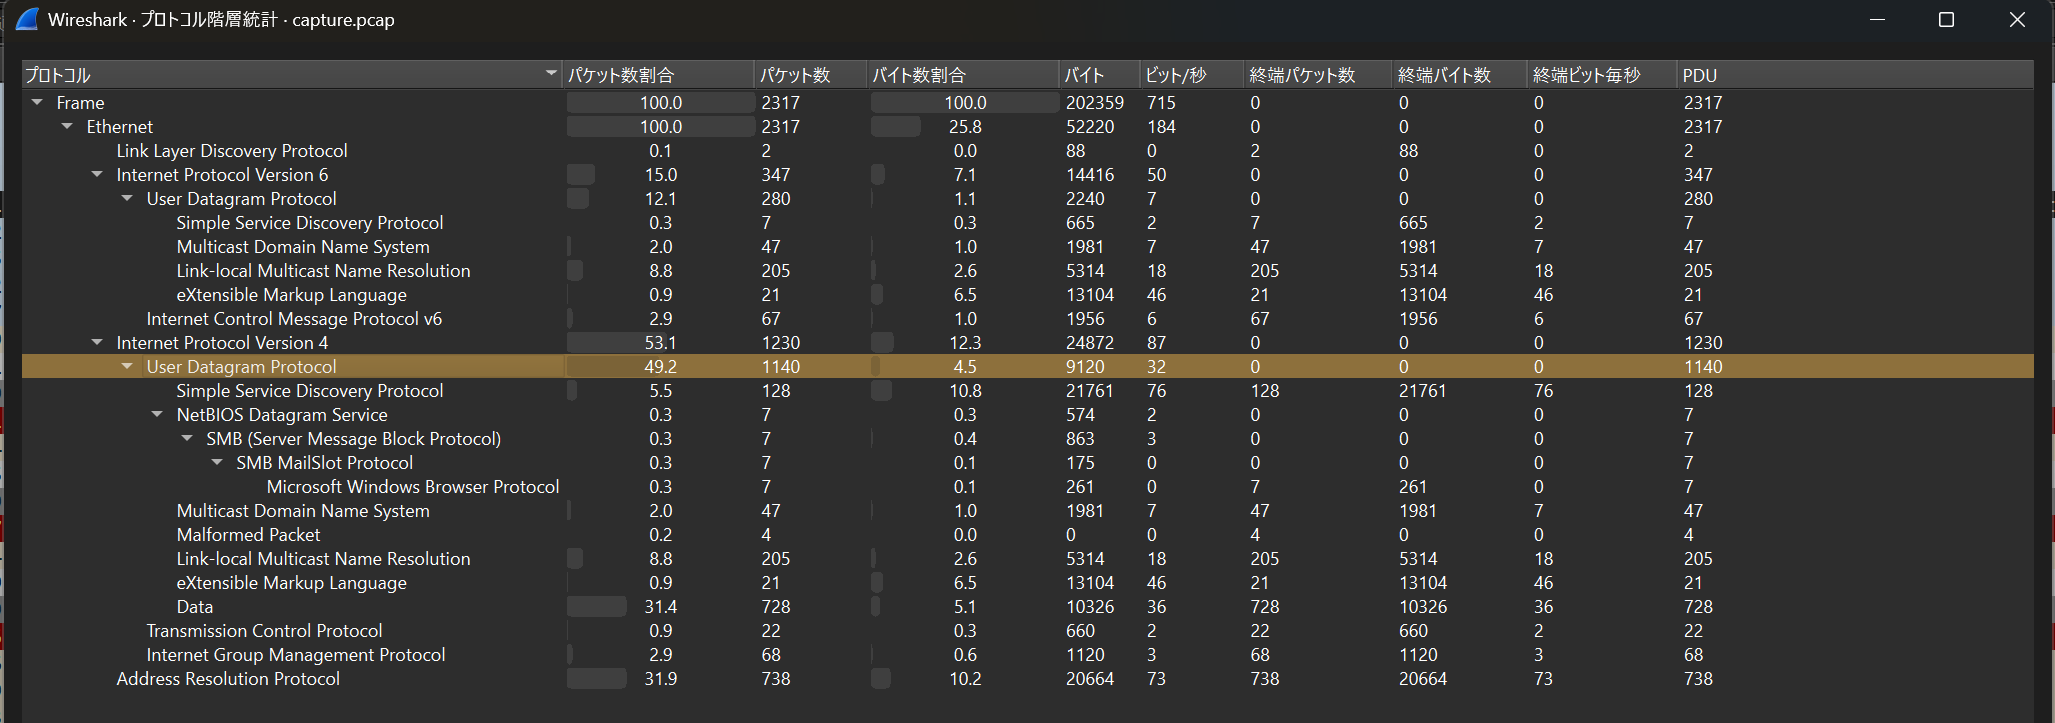 Wireshark · プロトコル階層統計 · capture.pcap
プロトコル パケット数割合 パケット数 バイト数割合 バイト ビット/秒 終端パケット数 終端バイト数 終端ビット毎秒 PDU
Frame 100.0 2317 100.0 202359 715 0 0 0 2317
Ethernet 100.0 2317 25.8 52220 184 0 0 0 2317
Link Layer Discovery Protocol 0.1 2 0.0 88 0 2 88 0 2
Internet Protocol Version 6 15.0 347 7.1 14416 50 0 0 0 347
User Datagram Protocol 12.1 280 1.1 2240 7 0 0 0 280
Simple Service Discovery Protocol 0.3 7 0.3 665 2 7 665 2 7
Multicast Domain Name System 2.0 47 1.0 1981 7 47 1981 7 47
Link-local Multicast Name Resolution 8.8 205 2.6 5314 18 205 5314 18 205
eXtensible Markup Language 0.9 21 6.5 13104 46 21 13104 46 21
Internet Control Message Protocol v6 2.9 67 1.0 1956 6 67 1956 6 67
Internet Protocol Version 4 53.1 1230 12.3 24872 87 0 0 0 1230
User Datagram Protocol 49.2 1140 4.5 9120 32 0 0 0 1140
Simple Service Discovery Protocol 5.5 128 10.8 21761 76 128 21761 76 128
NetBIOS Datagram Service 0.3 7 0.3 574 2 0 0 0 7
SMB (Server Message Block Protocol) 0.3 7 0.4 863 3 0 0 0 7
SMB MailSlot Protocol 0.3 7 0.1 175 0 0 0 0 7
Microsoft Windows Browser Protocol 0.3 7 0.1 261 0 7 261 0 7
Multicast Domain Name System 2.0 47 1.0 1981 7 47 1981 7 47
Malformed Packet 0.2 4 0.0 0 0 4 0 0 4
Link-local Multicast Name Resolution 8.8 205 2.6 5314 18 205 5314 18 205
eXtensible Markup Language 0.9 21 6.5 13104 46 21 13104 46 21
Data 31.4 728 5.1 10326 36 728 10326 36 728
Transmission Control Protocol 0.9 22 0.3 660 2 22 660 2 22
Internet Group Management Protocol 2.9 68 0.6 1120 3 68 1120 3 68
Address Resolution Protocol 31.9 738 10.2 20664 73 738 20664 73 738